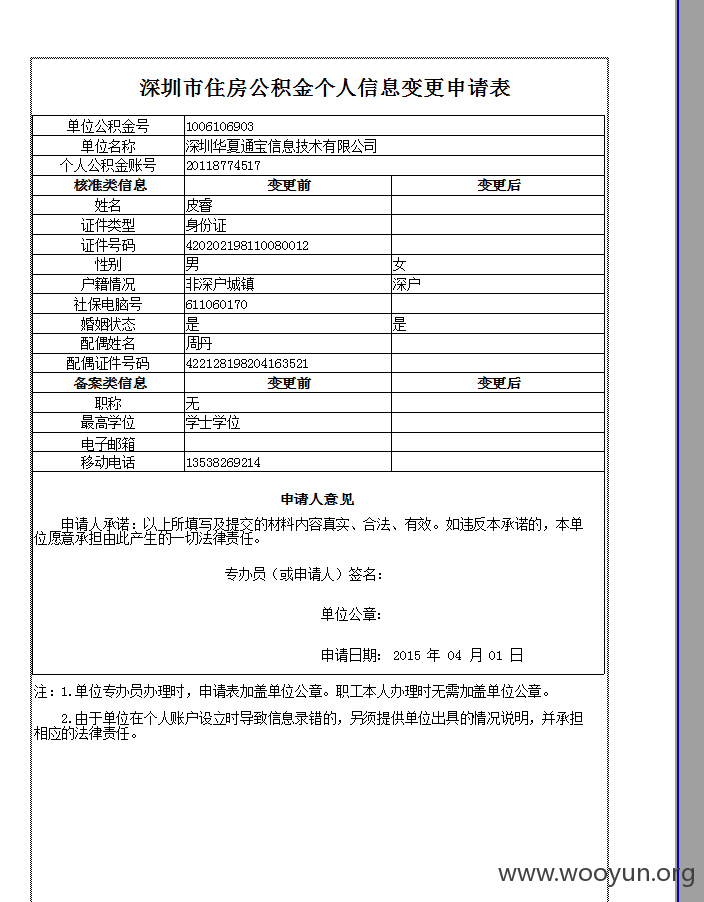 深圳市住房公积金个人信息变更申请表
单位公积金号 1006106903
单位名称 深圳华夏通宝信息技术有限公司
个人公积金账号 20118774517
核准类信息 变更前 变更后
姓名 皮睿
证件类型 身份证
证件号码 420202198110080012
性别 男 女
户籍情况 非深户城镇 深户
社保电脑号 611060170
婚姻状态 是 是
配偶姓名 周丹
配偶证件号码 422128198204163521
备案类信息 变更前 变更后
职称 无
最高学位 学士学位
电子邮箱
移动电话 13538269214
申请人意见
申请人承诺：以上所填写及提交的材料内容真实、合法、有效。如违反本承诺的，本单
位愿意承担由此产生的一切法律责任。
专办员（或申请人）签名：
单位公章：
申请日期： 2015 年 04 月 01 日
注：1.单位专办员办理时，申请表加盖单位公章。职工本人办理时无需加盖单位公章。
2.由于单位在个人账户设立时导致信息录错的，另须提供单位出具的情况说明，并承担
相应的法律责任。
www.wooyun.org